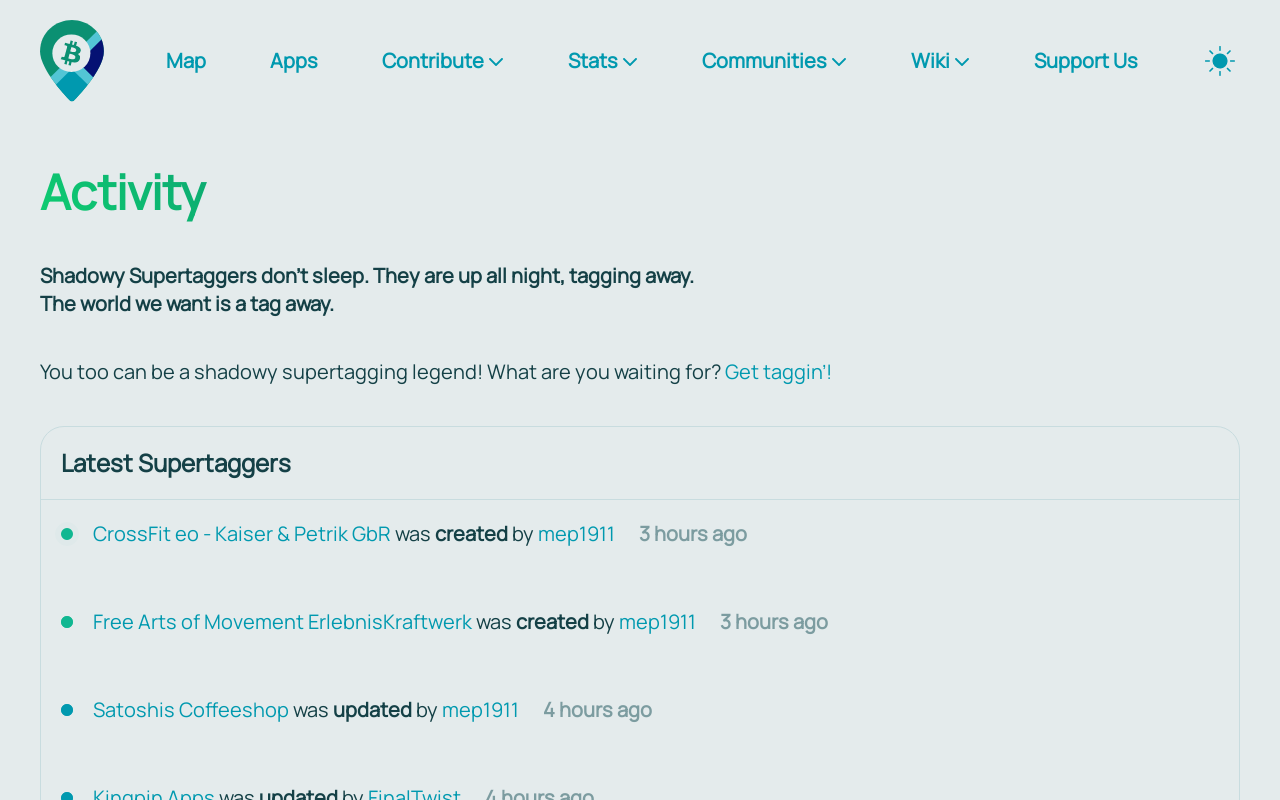 Map Apps Contribute Stats Communities Wiki Support Us
Activity
Shadowy Supertaggers don't sleep. They are up all night, tagging away.
The world we want is a tag away.
You too can be a shadowy supertagging legend! What are you waiting for? Get taggin'!
Latest Supertaggers
CrossFit eo - Kaiser & Petrik GbR was created by mep1911 3 hours ago
Free Arts of Movement ErlebnisKraftwerk was created by mep1911 3 hours ago
Satoshis Coffeeshop was updated by mep1911 4 hours ago
Kingpin Apps was updated by FinalTwist 4 hours ago